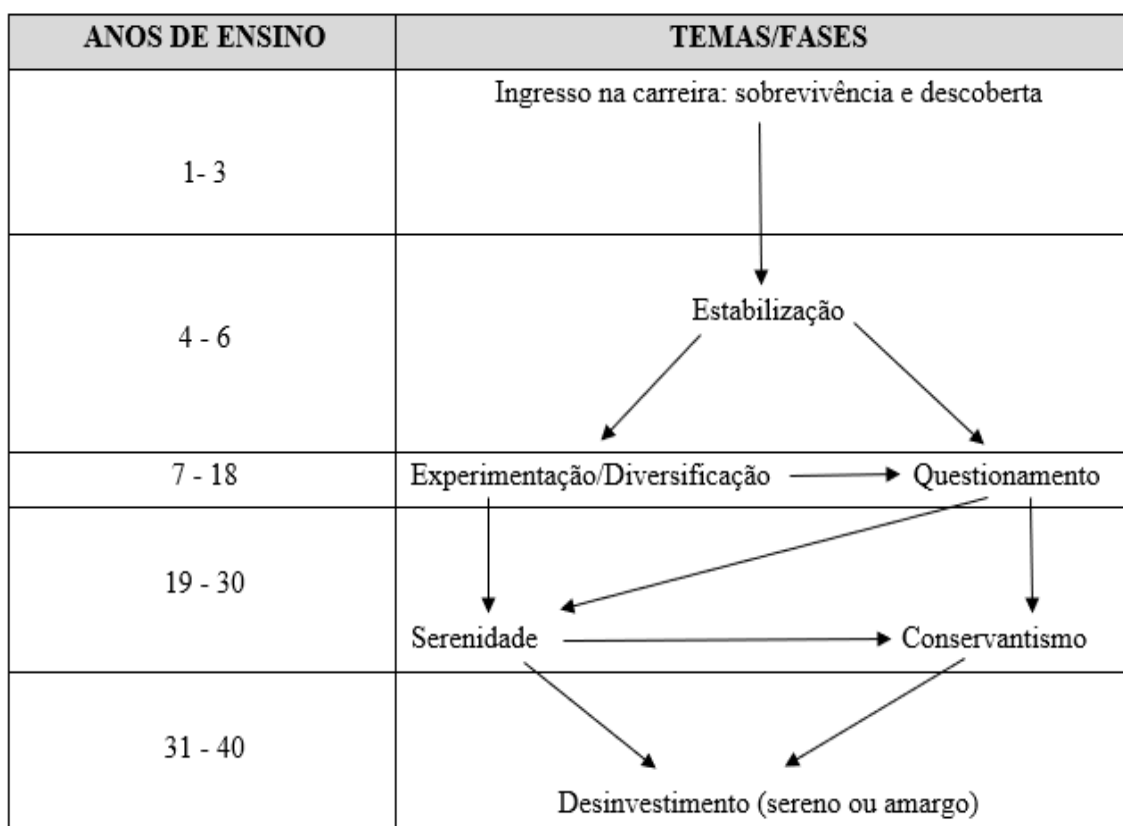 ANOS DE ENSINO
TEMAS/FASES
1- 3
Ingresso na carreira: sobrevivência e descoberta
4 - 6
Estabilização
7 - 18
Experimentação/Diversificação
Questionamento
19 - 30
Serenidade
Conservantismo
31 - 40
Desinvestimento (sereno ou amargo)